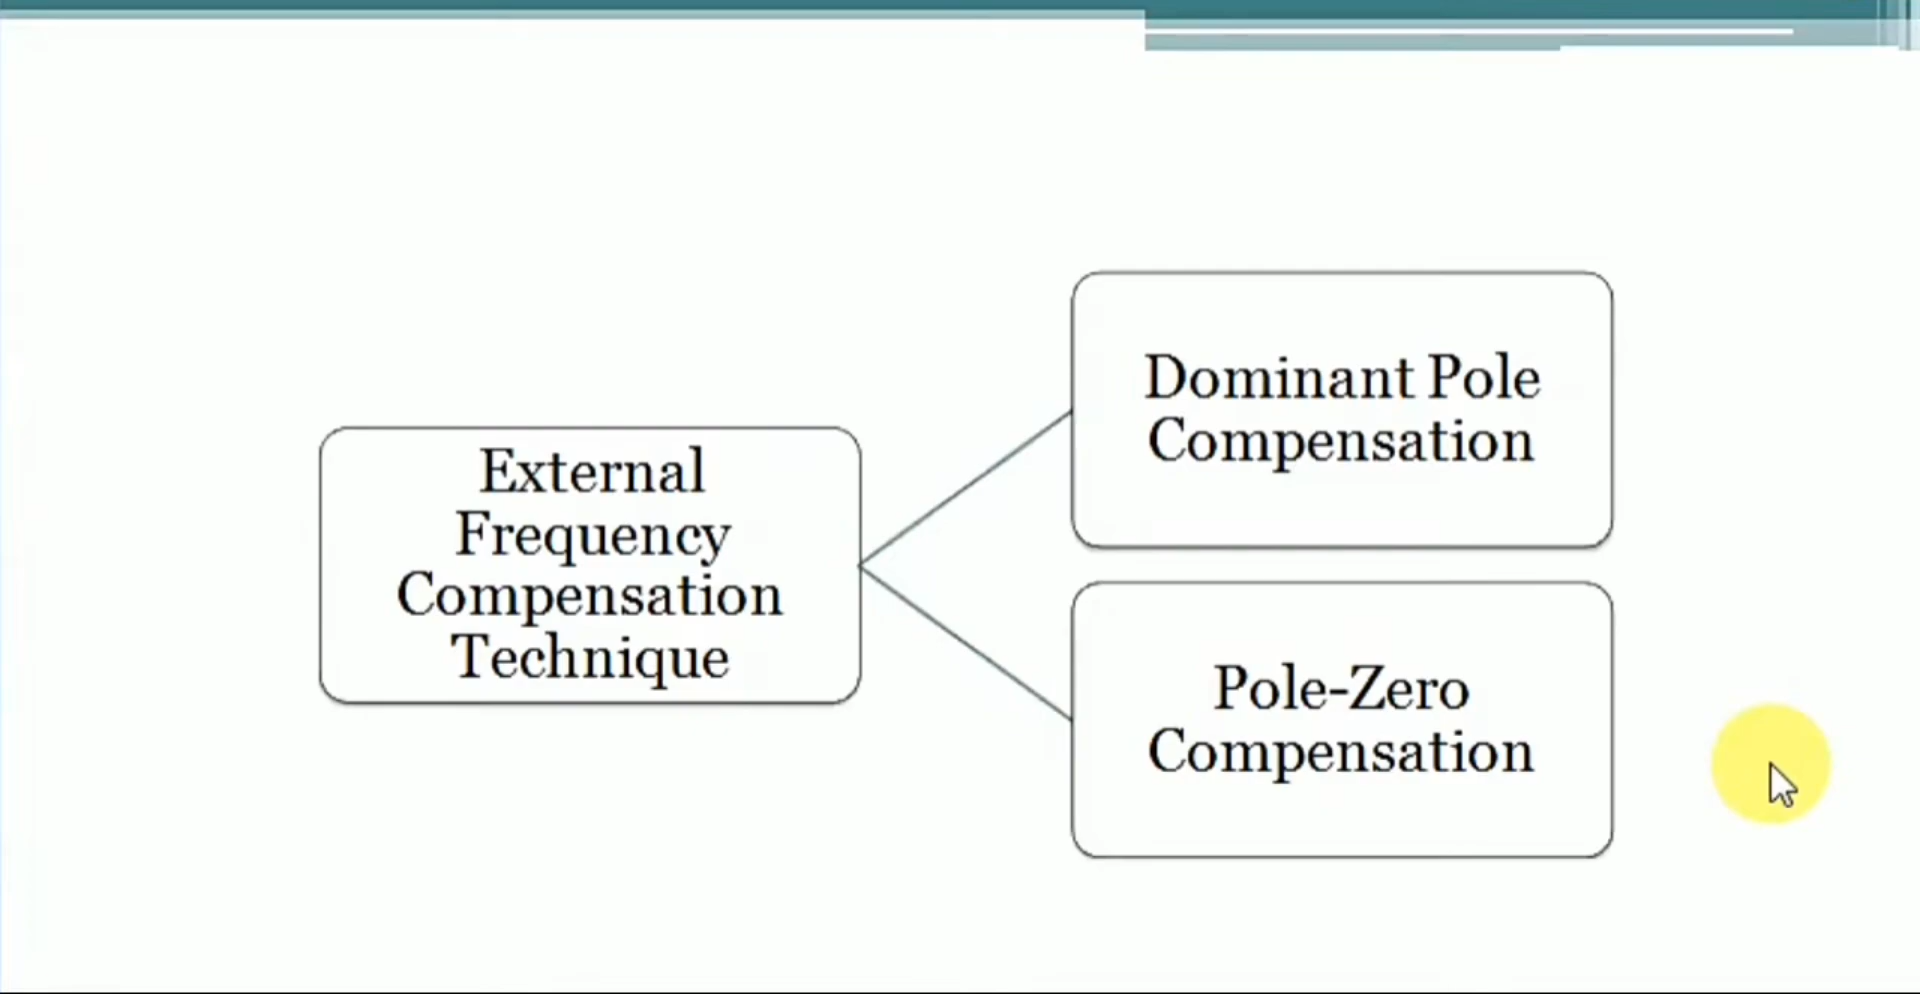 External
Frequency
Compensation
Technique
Dominant Pole
Compensation
Pole-Zero
Compensation